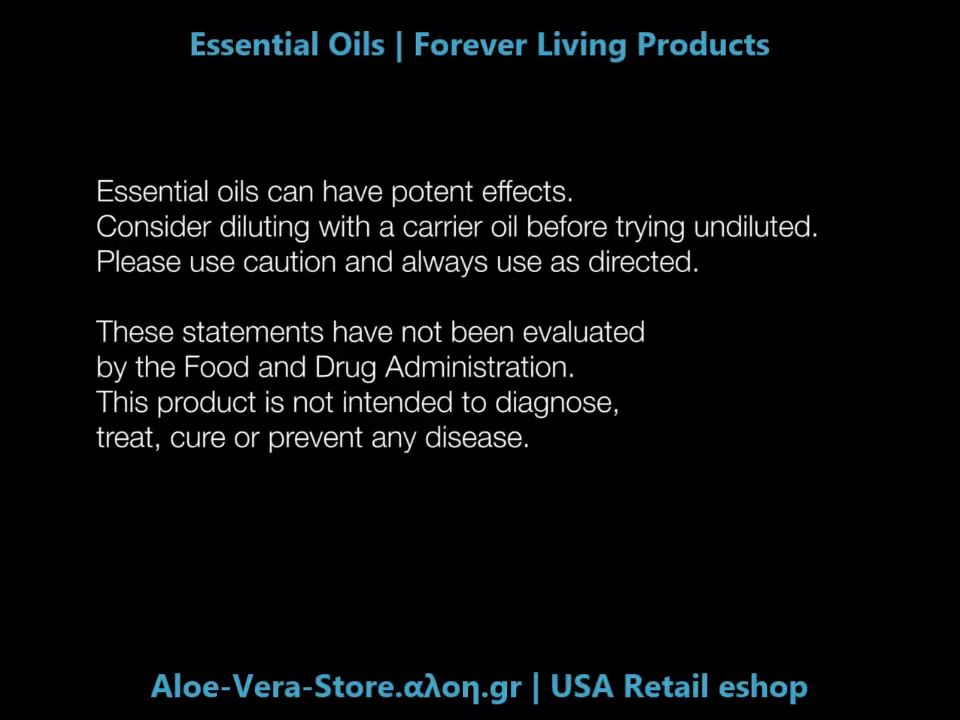 Essential Oils | Forever Living Products
Essential oils can have potent effects.
Consider diluting with a carrier oil before trying undiluted.
Please use caution and always use as directed.
These statements have not been evaluated
by the Food and Drug Administration.
This product is not intended to diagnose,
treat, cure or prevent any disease.
Aloe-Vera-Store.αλοη.gr | USA Retail eshop